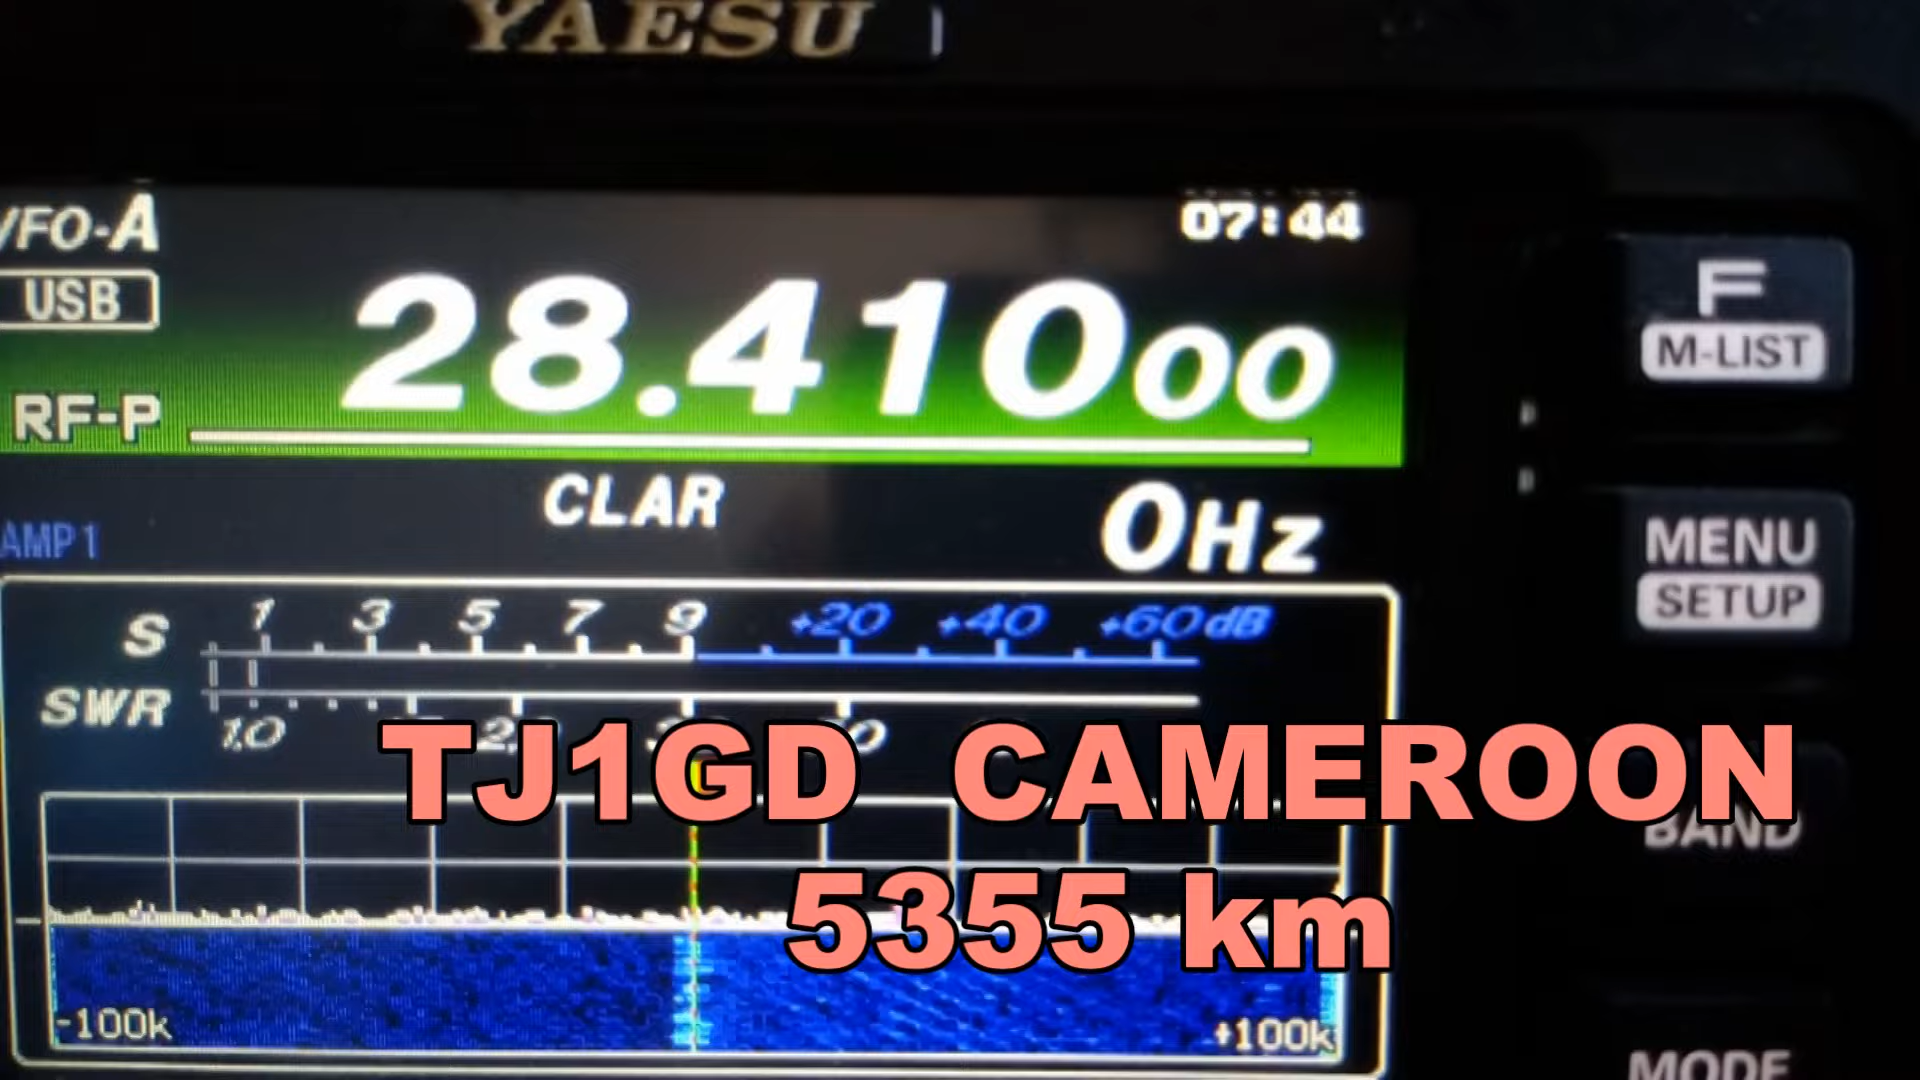 YAESU
VFO-A
07:44
USB
28.41000
RF-P
CLAR 0Hz
AMP1
S 1 3 5 7 9 +20 +40 +60dB
SWR
1.0
TJ1GD CAMEROON
5355 km
-100k +100k
F
M-LIST
MENU
SETUP
BAND
MODE